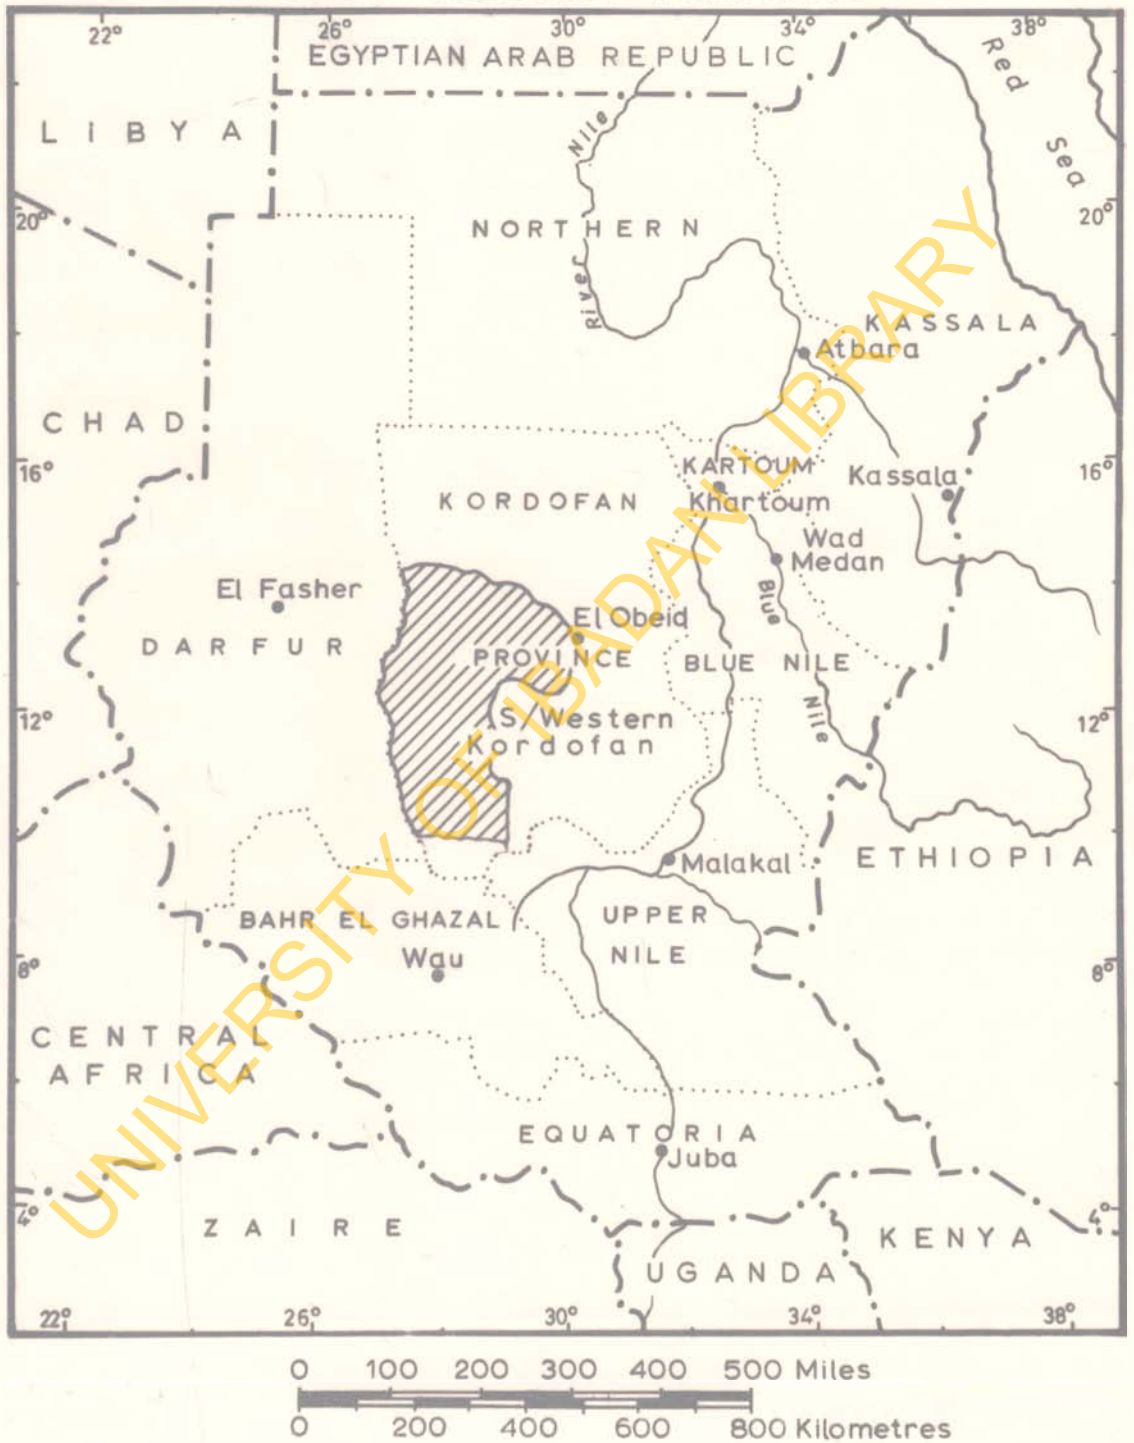 22° 26° 30° 34° 38°
EGYPTIAN ARAB REPUBLIC
Red Sea
LIBYA
Nile
20° 20°
NORTHERN
River
KASSALA
Atbara
CHAD
16° 16°
KARTOUM
Kassala
KORDOFAN
Khartoum
Wad
Medan
El Fasher
Blue
El Obeid
DARFUR
PROVINCE
BLUE NILE
Nile
12° 12°
S/Western
Kordofan
Malakal
ETHIOPIA
BAHR EL GHAZAL
UPPER
NILE
Wau
8° 8°
CENTRAL
AFRICA
EQUATORIA
Juba
4° 4°
ZAIRE
KENYA
UGANDA
22° 26° 30° 34° 38°
0 100 200 300 400 500 Miles
0 200 400 600 800 Kilometres
UNIVERSITY OF IBADAN LIBRARY